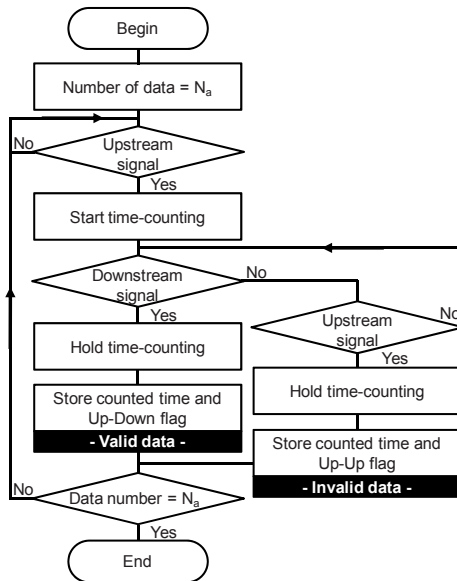 Begin
Number of data = Nₐ
No
Upstream
signal
Yes
Start time-counting
Downstream
signal
No
Yes
Upstream
signal
No
Yes
Hold time-counting
Hold time-counting
Store counted time and
Up-Down flag
- Valid data -
Store counted time and
Up-Up flag
- Invalid data -
No
Data number = Nₐ
Yes
End